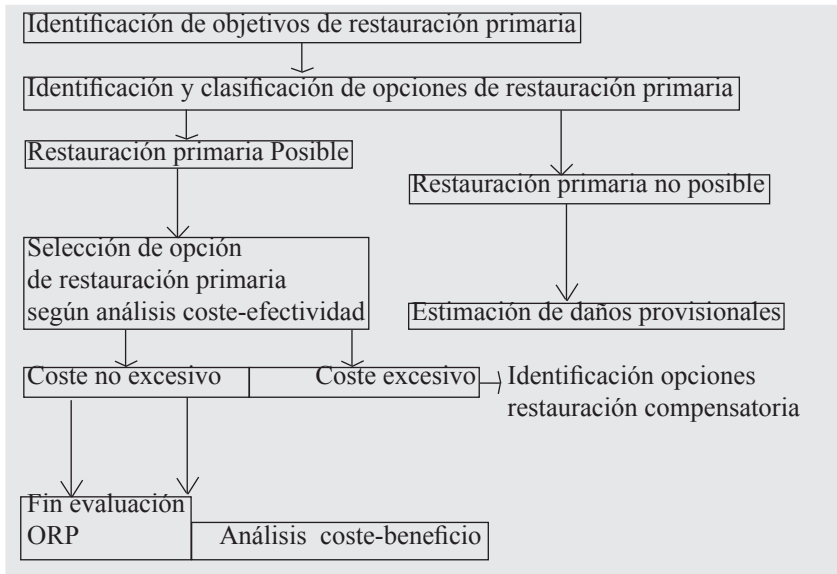 Identificación de objetivos de restauración primaria
Identificación y clasificación de opciones de restauración primaria
Restauración primaria Posible
Restauración primaria no posible
Selección de opción
de restauración primaria
según análisis coste-efectividad
Estimación de daños provisionales
Coste no excesivo
Coste excesivo
Identificación opciones
restauración compensatoria
Fin evaluación
ORP
Análisis coste-beneficio